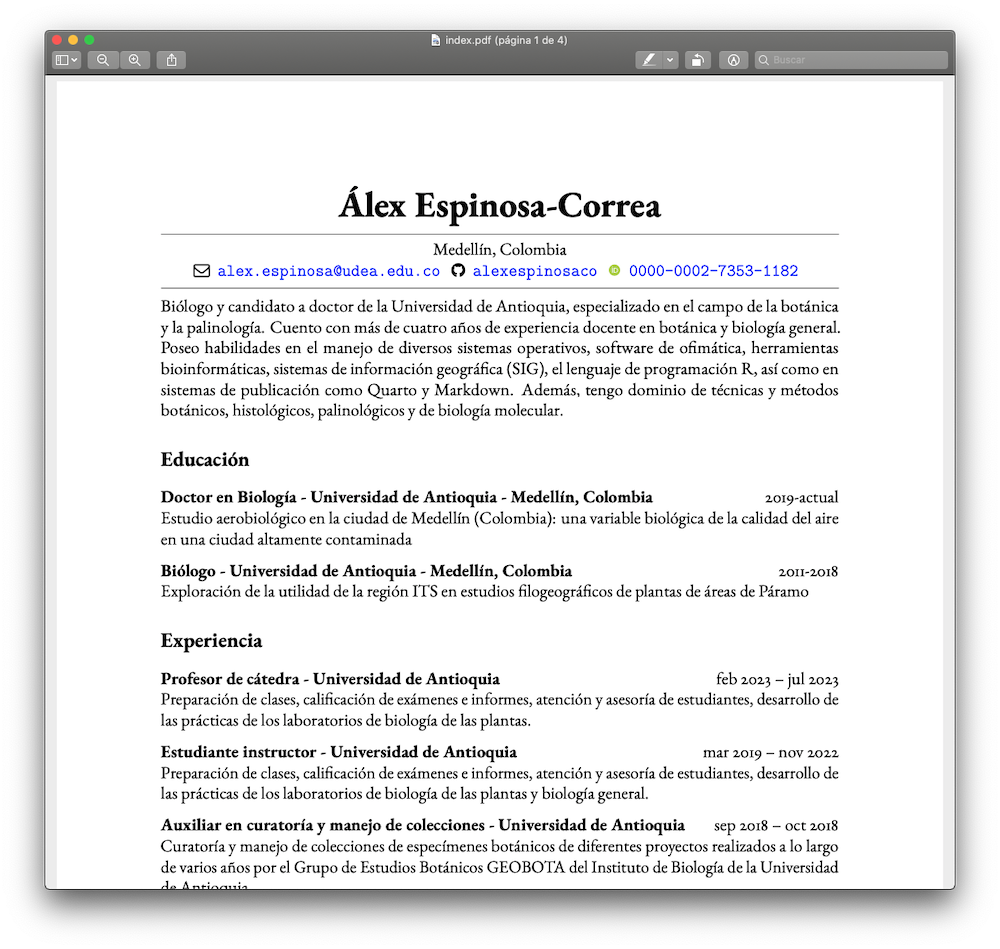 index.pdf (página 1 de 4)
Buscar
Álex Espinosa-Correa
Medellín, Colombia
alex.espinosa@udea.edu.co alexespinosaco 0000-0002-7353-1182
Biólogo y candidato a doctor de la Universidad de Antioquia, especializado en el campo de la botánica
y la palinología. Cuento con más de cuatro años de experiencia docente en botánica y biología general.
Poseo habilidades en el manejo de diversos sistemas operativos, software de ofimática, herramientas
bioinformáticas, sistemas de información geográfica (SIG), el lenguaje de programación R, así como en
sistemas de publicación como Quarto y Markdown. Además, tengo dominio de técnicas y métodos
botánicos, histológicos, palinológicos y de biología molecular.
Educación
Doctor en Biología - Universidad de Antioquia - Medellín, Colombia 2019-actual
Estudio aerobiológico en la ciudad de Medellín (Colombia): una variable biológica de la calidad del aire
en una ciudad altamente contaminada
Biólogo - Universidad de Antioquia - Medellín, Colombia 2011-2018
Exploración de la utilidad de la región ITS en estudios filogeográficos de plantas de áreas de Páramo
Experiencia
Profesor de cátedra - Universidad de Antioquia feb 2023 – jul 2023
Preparación de clases, calificación de exámenes e informes, atención y asesoría de estudiantes, desarrollo de
las prácticas de los laboratorios de biología de las plantas.
Estudiante instructor - Universidad de Antioquia mar 2019 – nov 2022
Preparación de clases, calificación de exámenes e informes, atención y asesoría de estudiantes, desarrollo de
las prácticas de los laboratorios de biología de las plantas y biología general.
Auxiliar en curatoría y manejo de colecciones - Universidad de Antioquia sep 2018 – oct 2018
Curatoría y manejo de colecciones de especímenes botánicos de diferentes proyectos realizados a lo largo
de varios años por el Grupo de Estudios Botánicos GEOBOTA del Instituto de Biología de la Universidad
de Antioquia